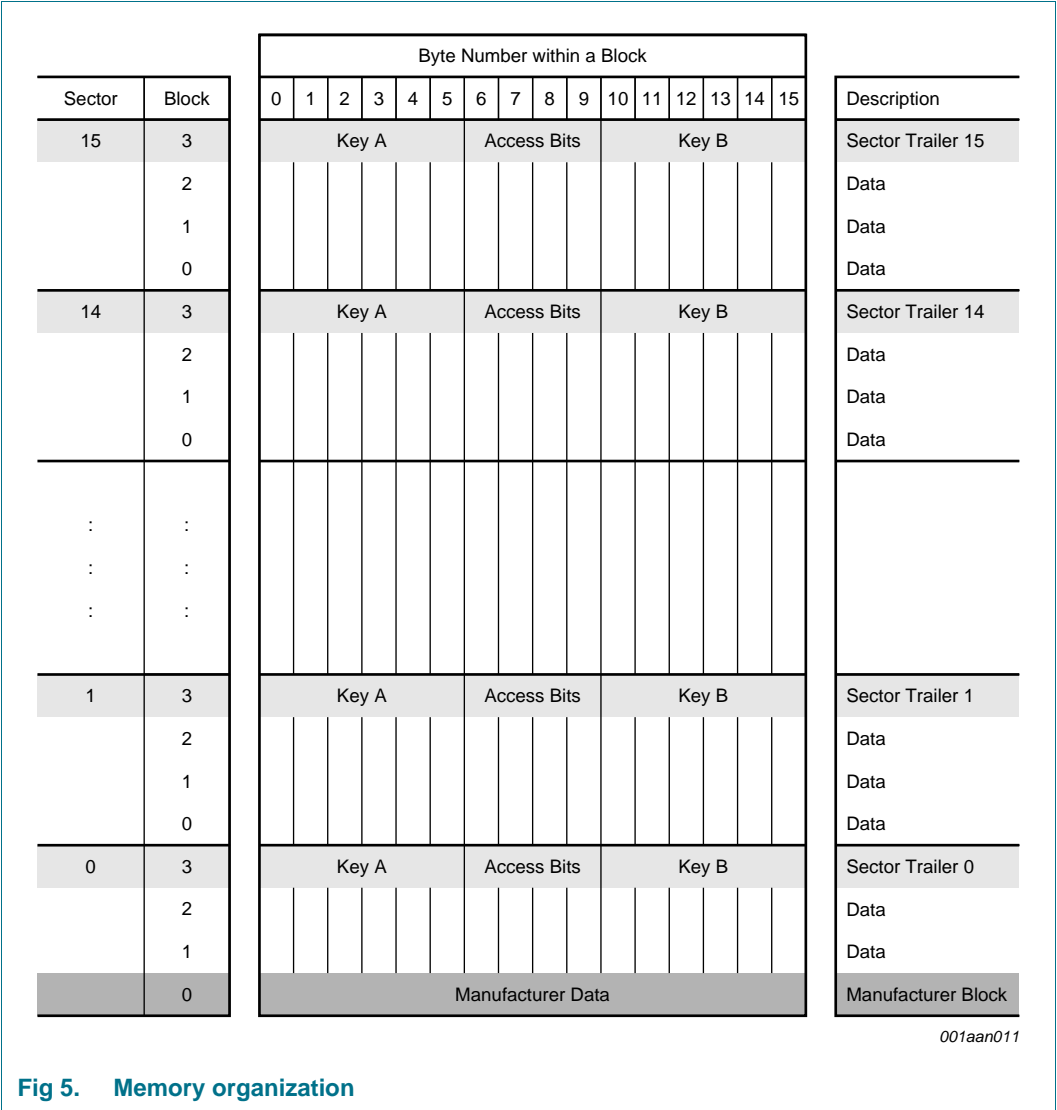 Byte Number within a Block
Sector Block 0 1 2 3 4 5 6 7 8 9 10 11 12 13 14 15 Description
15 3 Key A Access Bits Key B Sector Trailer 15
2 Data
1 Data
0 Data
14 3 Key A Access Bits Key B Sector Trailer 14
2 Data
1 Data
0 Data
: :
: :
: :
1 3 Key A Access Bits Key B Sector Trailer 1
2 Data
1 Data
0 Data
0 3 Key A Access Bits Key B Sector Trailer 0
2 Data
1 Data
0 Manufacturer Data Manufacturer Block
001aan011
Fig 5. Memory organization